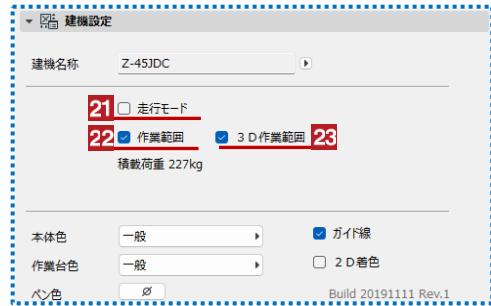 建機設定
建機名称 Z-45JDC
21 走行モード
22 作業範囲 3D作業範囲 23
積載荷重 227kg
本体色 一般 ガイド線
作業台色 一般 2D着色
ペン色 Ø Build 20191111 Rev.1